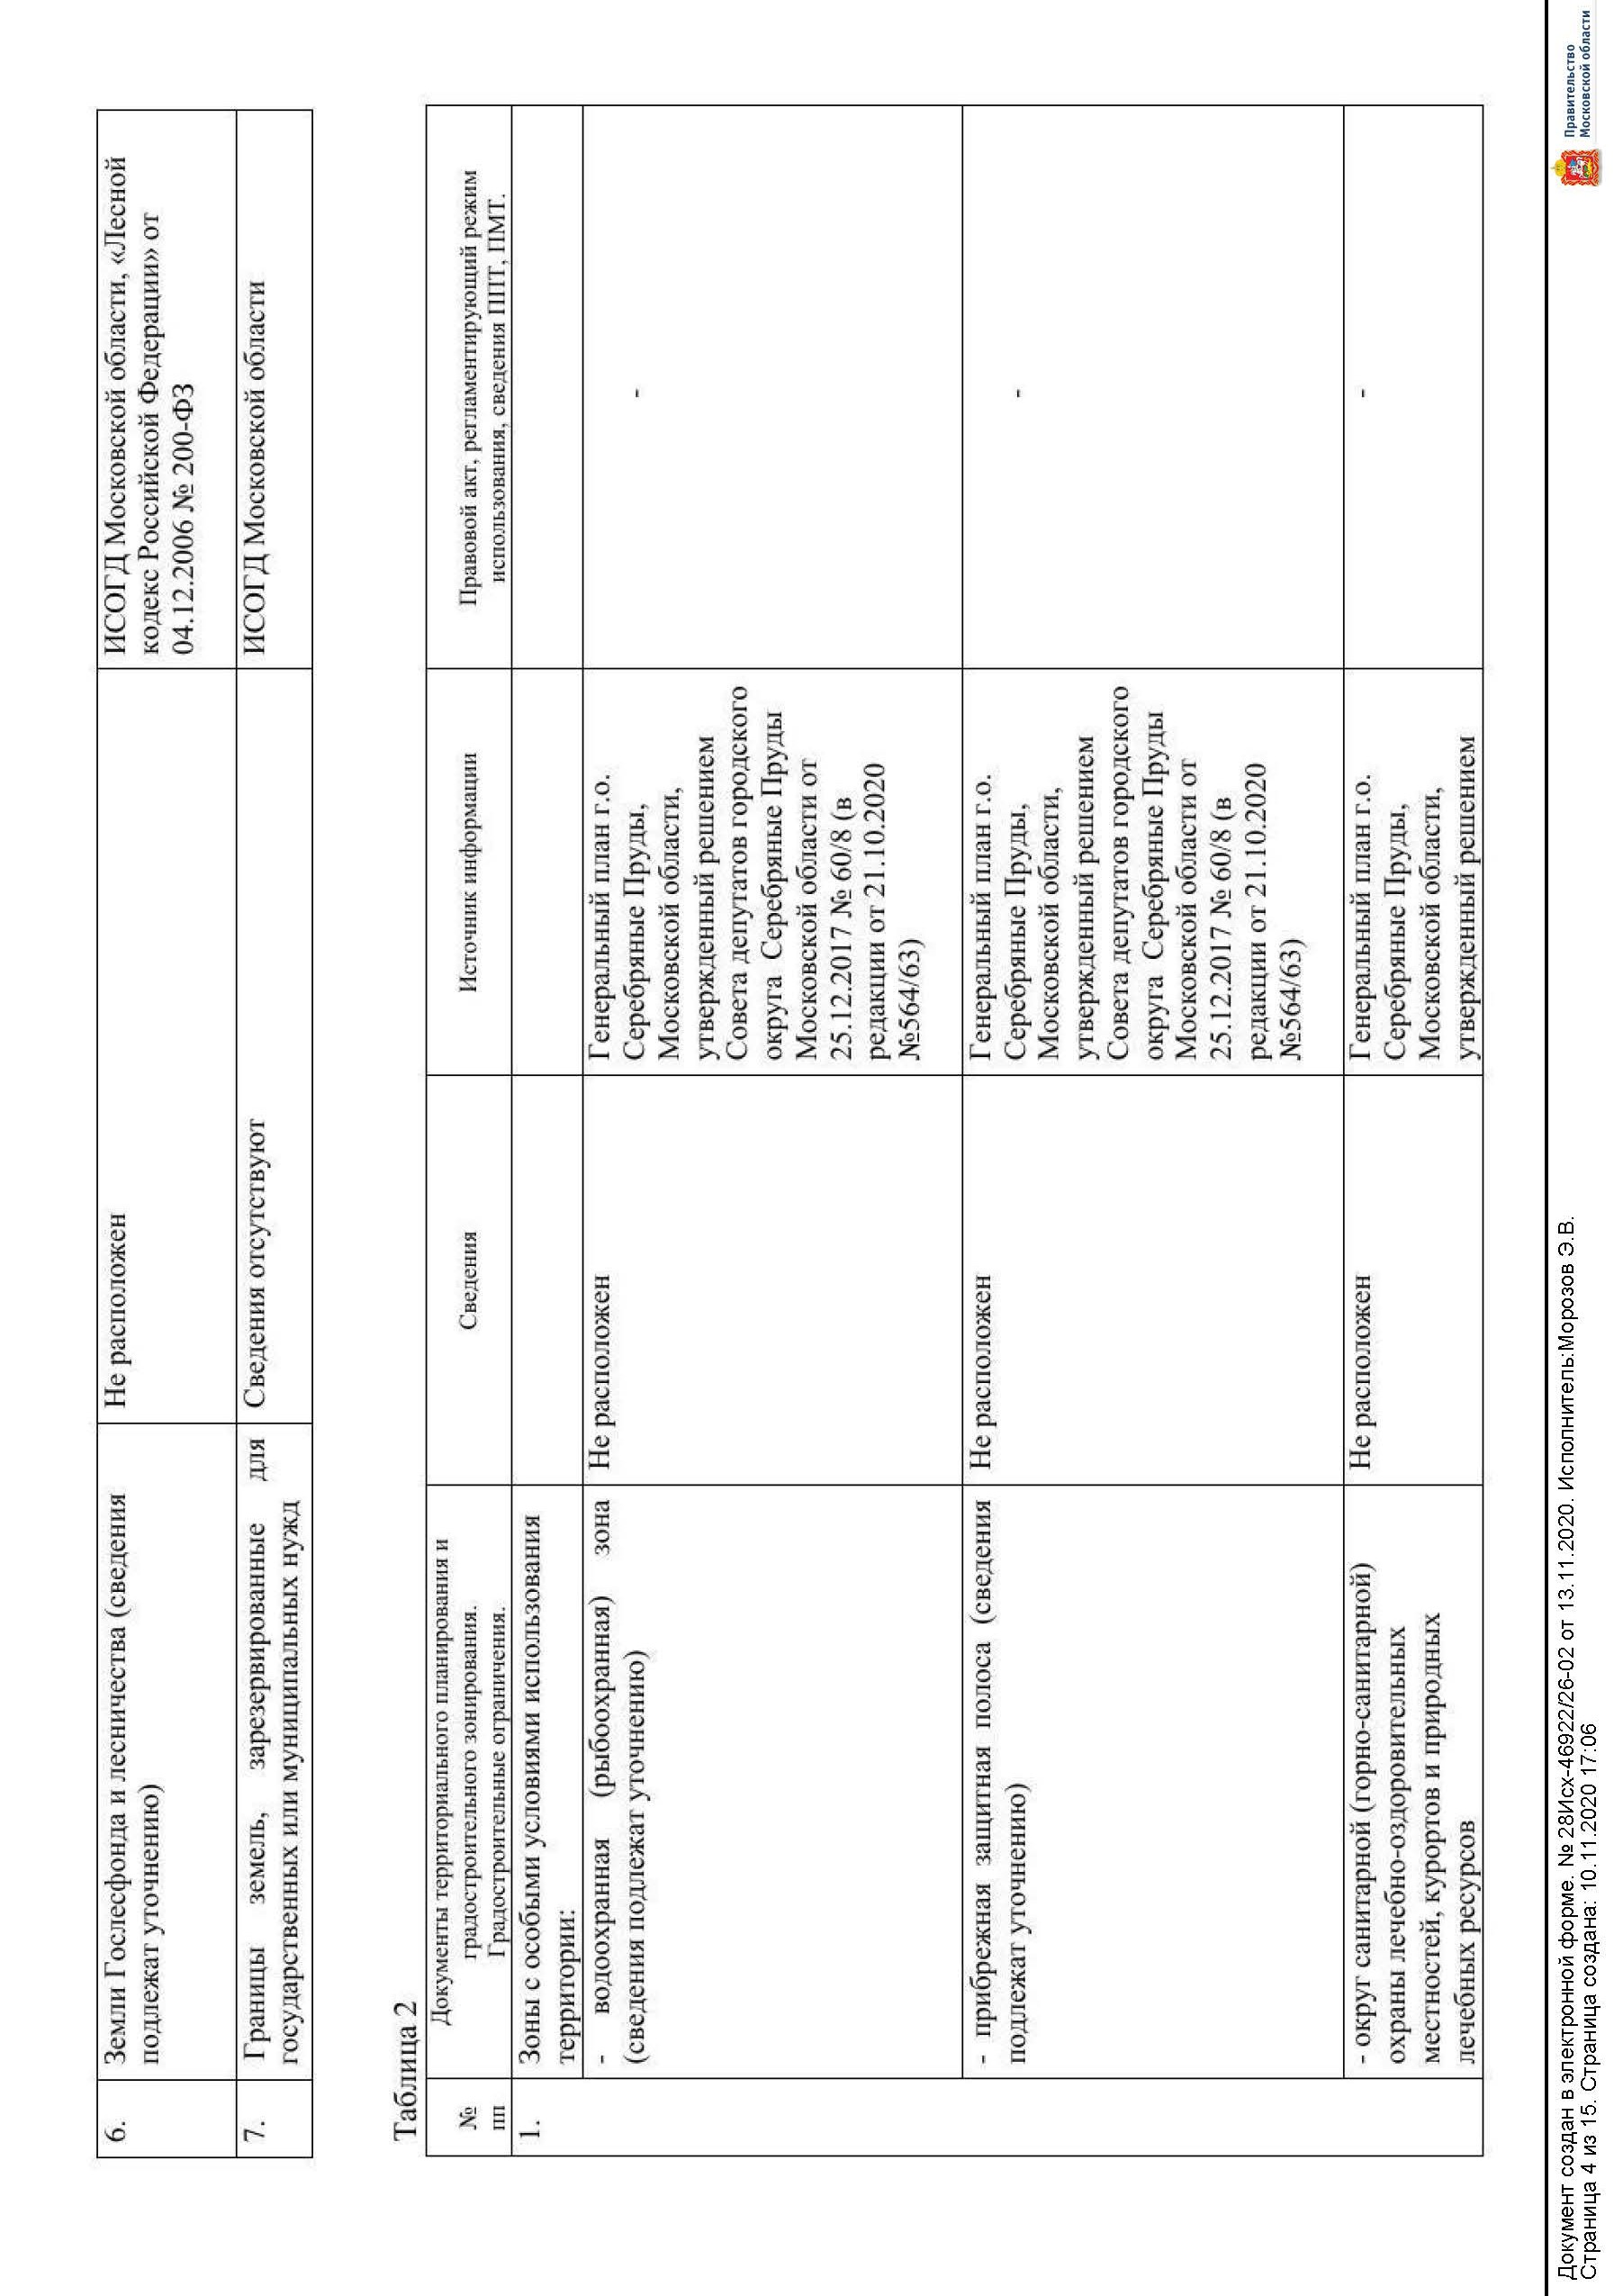 6.
Земли Гослесфонда и лесничества (сведения
подлежат уточнению)
Не расположен
ИСОГД Московской области, «Лесной
кодекс Российской Федерации» от
04.12.2006 № 200-ФЗ
7.
Границы земель, зарезервированные для
государственных или муниципальных нужд
Сведения отсутствуют
ИСОГД Московской области
Таблица 2
№
пп
Документы территориального планирования и
градостроительного зонирования.
Градостроительные ограничения.
Сведения
Источник информации
Правовой акт, регламентирующий режим
использования, сведения ППТ, ПМТ.
1.
Зоны с особыми условиями использования
территории:
- водоохранная (рыбоохранная) зона
(сведения подлежат уточнению)
Не расположен
Генеральный план г.о.
Серебряные Пруды,
Московской области,
утвержденный решением
Совета депутатов городского
округа Серебряные Пруды
Московской области от
25.12.2017 № 60/8 (в
редакции от 21.10.2020
№564/63)
-
- прибрежная защитная полоса (сведения
подлежат уточнению)
Не расположен
Генеральный план г.о.
Серебряные Пруды,
Московской области,
утвержденный решением
Совета депутатов городского
округа Серебряные Пруды
Московской области от
25.12.2017 № 60/8 (в
редакции от 21.10.2020
№564/63)
-
- округ санитарной (горно-санитарной)
охраны лечебно-оздоровительных
местностей, курортов и природных
лечебных ресурсов
Не расположен
Генеральный план г.о.
Серебряные Пруды,
Московской области,
утвержденный решением
-
Документ создан в электронной форме. № 28Исх-46922/26-02 от 13.11.2020. Исполнитель:Морозов Э.В.
Страница 4 из 15. Страница создана: 10.11.2020 17:06
Правительство
Московской области